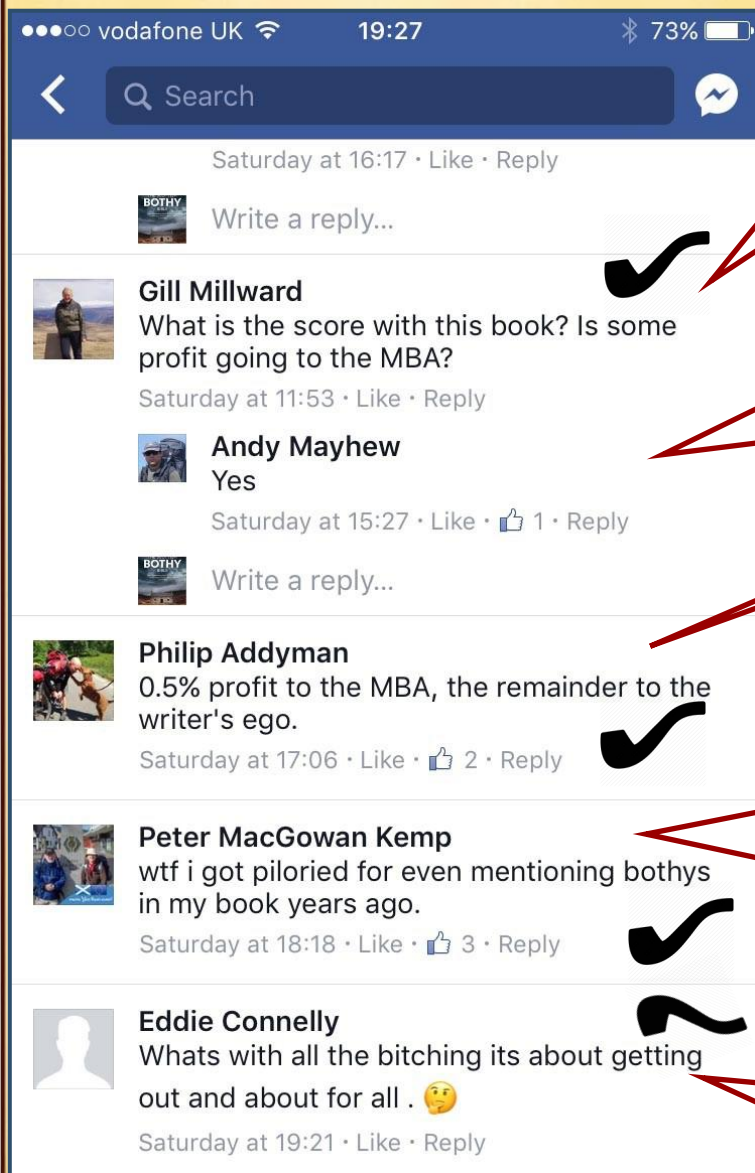 vodafone UK 19:27 73%
Search
Saturday at 16:17 · Like · Reply
BOTHY
Write a reply...
Gill Millward
What is the score with this book? Is some
profit going to the MBA?
Saturday at 11:53 · Like · Reply
Andy Mayhew
Yes
Saturday at 15:27 · Like · 1 · Reply
BOTHY
Write a reply...
Philip Addyman
0.5% profit to the MBA, the remainder to the
writer's ego.
Saturday at 17:06 · Like · 2 · Reply
Peter MacGowan Kemp
wtf i got piloried for even mentioning bothys
in my book years ago.
Saturday at 18:18 · Like · 3 · Reply
Eddie Connelly
Whats with all the bitching its about getting
out and about for all . 🤔
Saturday at 19:21 · Like · Reply